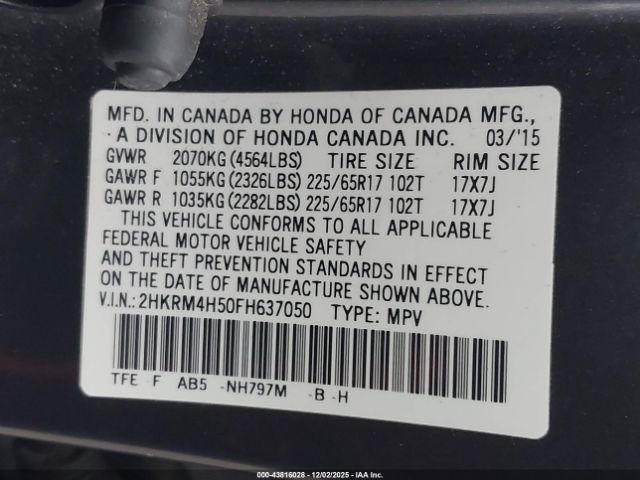 MFD. IN CANADA BY HONDA OF CANADA MFG.,
A DIVISION OF HONDA CANADA INC. 03/'15
GVWR 2070KG (4564LBS) TIRE SIZE RIM SIZE
GAWR F 1055KG (2326LBS) 225/65R17 102T 17X7J
GAWR R 1035KG (2282LBS) 225/65R17 102T 17X7J
THIS VEHICLE CONFORMS TO ALL APPLICABLE
FEDERAL MOTOR VEHICLE SAFETY
AND THEFT PREVENTION STANDARDS IN EFFECT
ON THE DATE OF MANUFACTURE SHOWN ABOVE.
V.I.N.: 2HKRM4H50FH637050 TYPE: MPV
TFE -F AB5 -NH797M -B -H
000-43816028 - 12/02/2025 - IAA Inc.